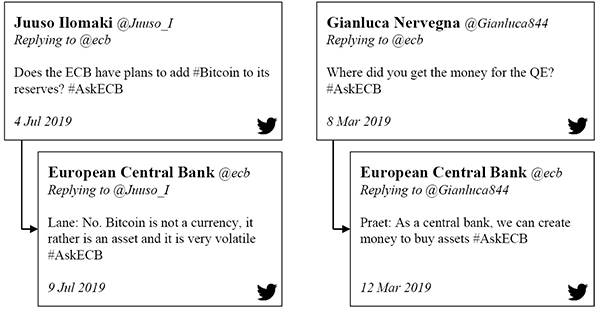 Juuso Ilomaki @Juuso_I
Replying to @ecb
Does the ECB have plans to add #Bitcoin to its
reserves? #AskECB
4 Jul 2019
European Central Bank @ecb
Replying to @Juuso_I
Lane: No. Bitcoin is not a currency, it
rather is an asset and it is very volatile
#AskECB
9 Jul 2019
Gianluca Nervegna @Gianluca844
Replying to @ecb
Where did you get the money for the QE?
#AskECB
8 Mar 2019
European Central Bank @ecb
Replying to @Gianluca844
Praet: As a central bank, we can create
money to buy assets #AskECB
12 Mar 2019